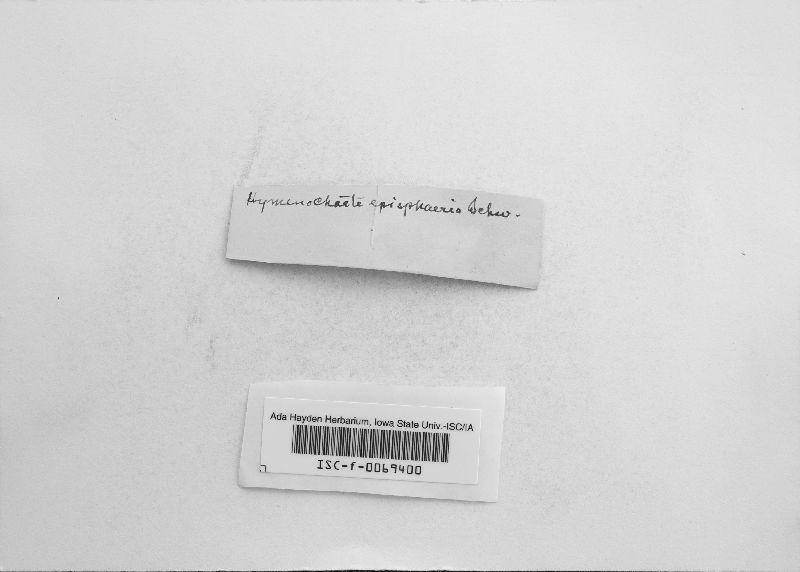 Hymenochaete episphaeria Schw.
Ada Hayden Herbarium, Iowa State Univ.-ISC/IA
ISC-f-0069400